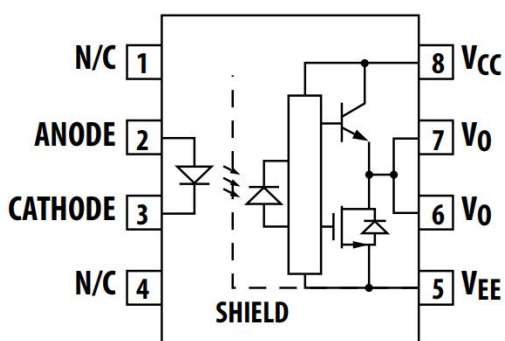 N/C 1
ANODE 2
CATHODE 3
N/C 4
8 VCC
7 VO
6 VO
5 VEE
SHIELD